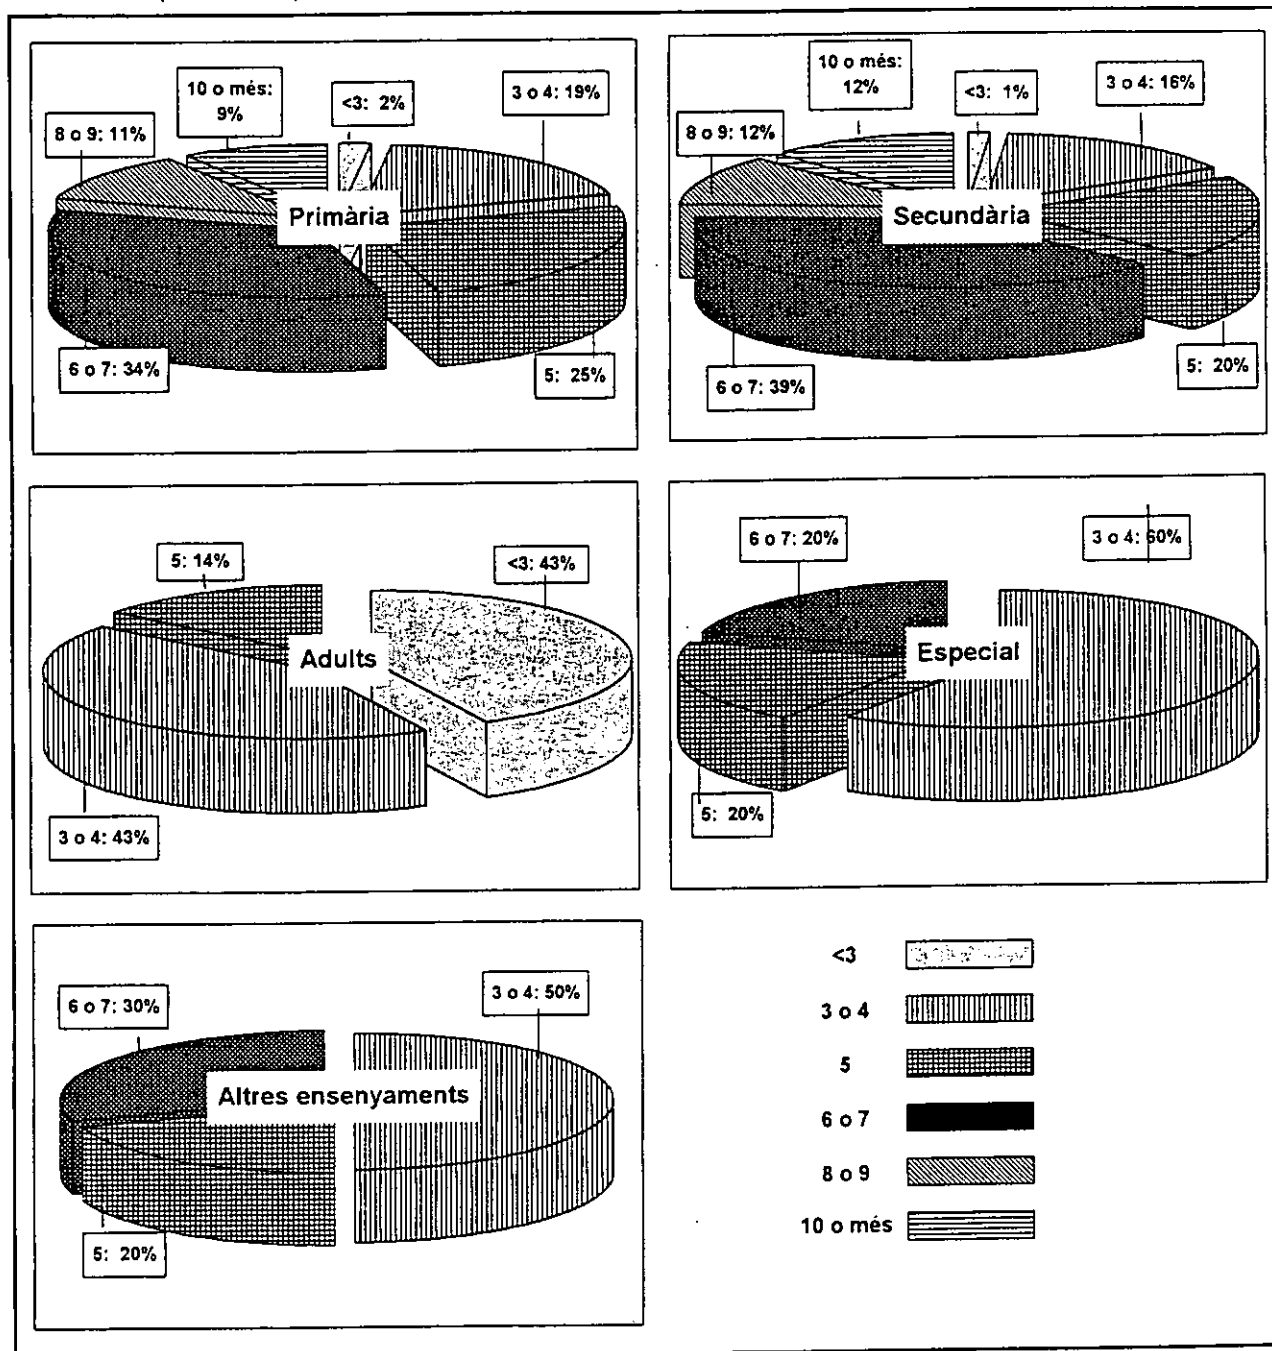 10 o més:
9%
<3: 2%
3 o 4: 19%
8 o 9: 11%
Primària
6 o 7: 34%
5: 25%
10 o més:
12%
<3: 1%
3 o 4: 16%
8 o 9: 12%
Secundària
6 o 7: 39%
5: 20%
5: 14%
<3: 43%
Adults
3 o 4: 43%
6 o 7: 20%
3 o 4: 60%
Especial
5: 20%
6 o 7: 30%
3 o 4: 50%
Altres ensenyaments
5: 20%
<3
3 o 4
5
6 o 7
8 o 9
10 o més